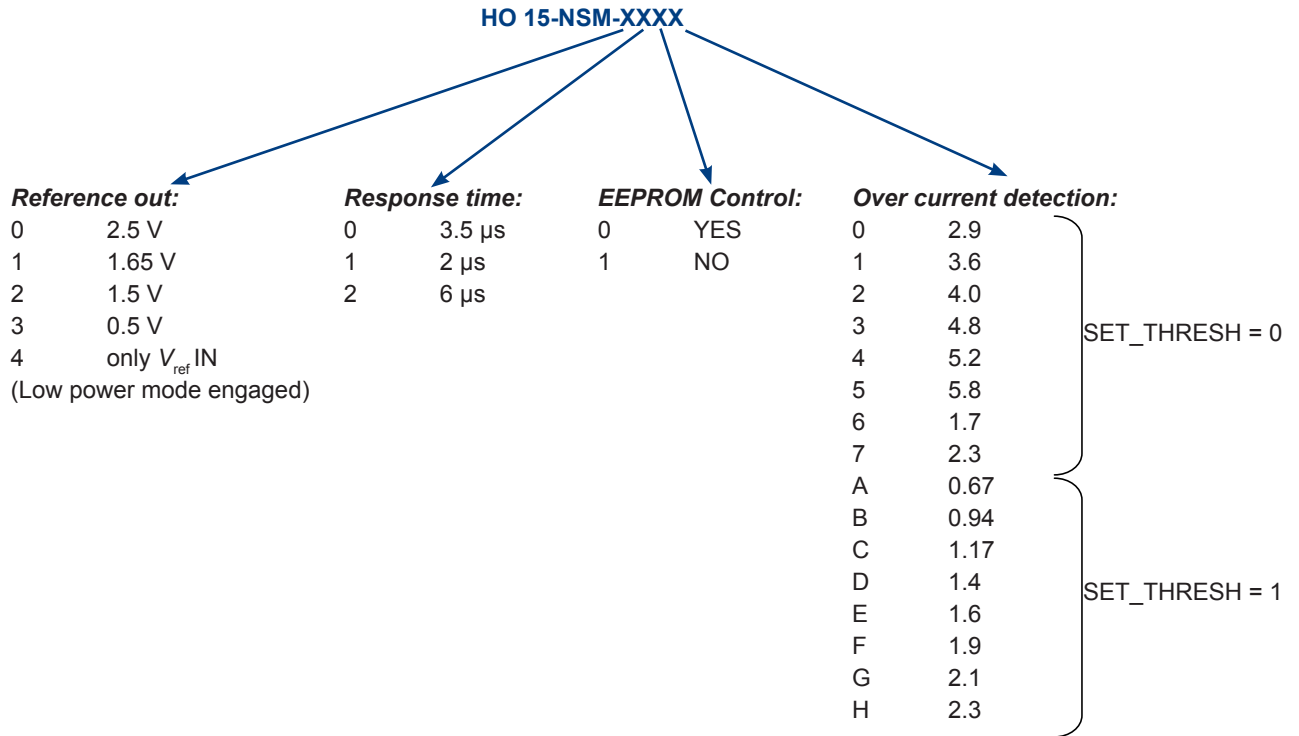 HO 15-NSM-XXXX
Reference out:
0 2.5 V
1 1.65 V
2 1.5 V
3 0.5 V
4 only Vref IN
(Low power mode engaged)
Response time:
0 3.5 µs
1 2 µs
2 6 µs
EEPROM Control:
0 YES
1 NO
Over current detection:
0 2.9
1 3.6
2 4.0
3 4.8
4 5.2
5 5.8
6 1.7
7 2.3
SET_THRESH = 0
A 0.67
B 0.94
C 1.17
D 1.4
E 1.6
F 1.9
G 2.1
H 2.3
SET_THRESH = 1